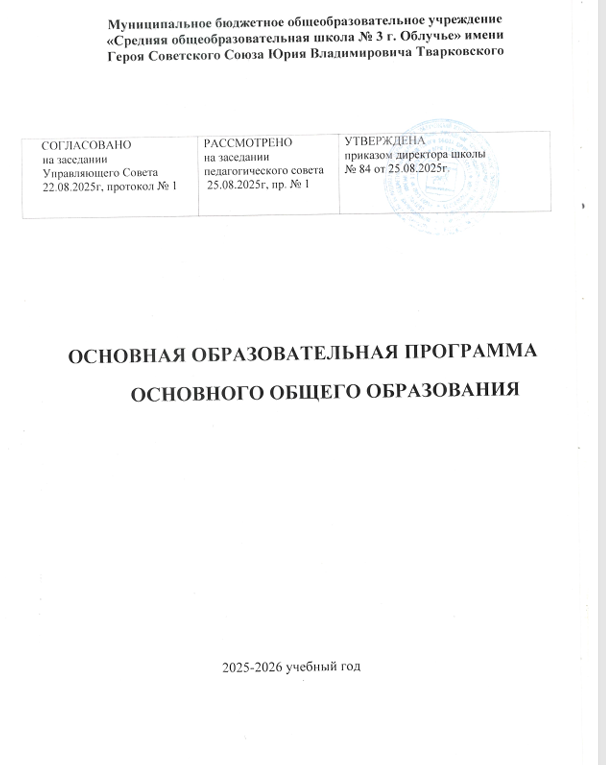 Муниципальное бюджетное общеобразовательное учреждение
«Средняя общеобразовательная школа № 3 г. Облучье» имени
Героя Советского Союза Юрия Владимировича Тварковского
СОГЛАСОВАНО
на заседании
Управляющего Совета
22.08.2025г, протокол № 1
РАССМОТРЕНО
на заседании
педагогического совета
25.08.2025г, пр. № 1
УТВЕРЖДЕНА
приказом директора школы
№ 84 от 25.08.2025г.
ОСНОВНАЯ ОБРАЗОВАТЕЛЬНАЯ ПРОГРАММА
ОСНОВНОГО ОБЩЕГО ОБРАЗОВАНИЯ
2025-2026 учебный год